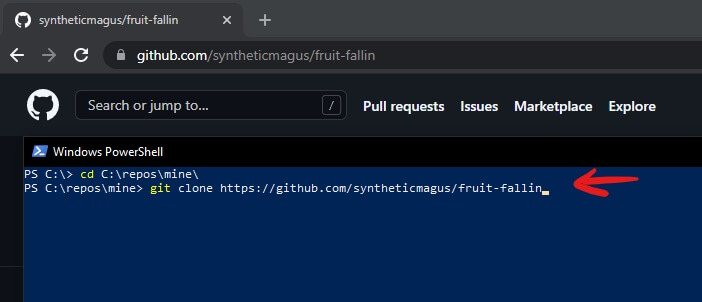 syntheticmagus/fruit-fallin
github.com/syntheticmagus/fruit-fallin
Search or jump to... / Pull requests Issues Marketplace Explore
Windows PowerShell
PS C:\> cd C:\repos\mine\
PS C:\repos\mine> git clone https://github.com/syntheticmagus/fruit-fallin